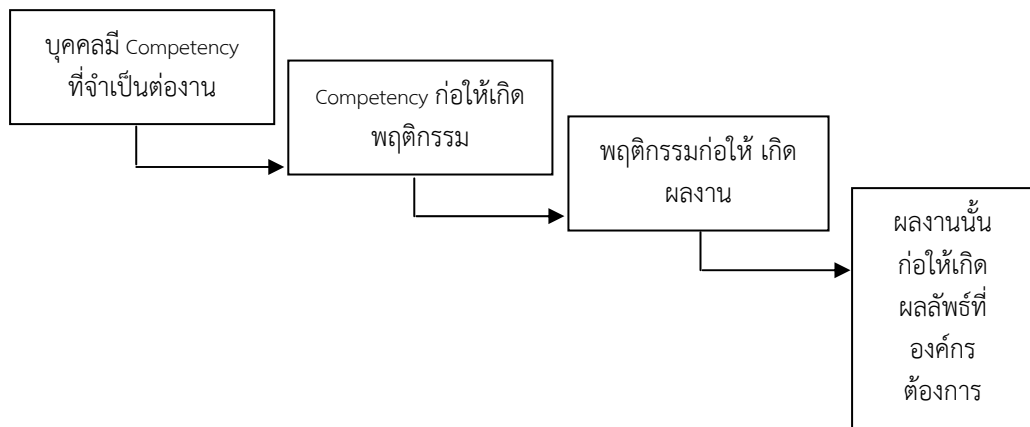 บุคคลมี Competency
ที่จำเป็นต่องาน
Competency ก่อให้เกิด
พฤติกรรม
พฤติกรรมก่อให้ เกิด
ผลงาน
ผลงานนั้น
ก่อให้เกิด
ผลลัพธ์ที่
องค์กร
ต้องการ